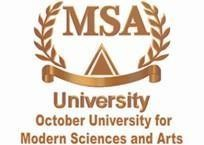 MSA
University
October University for
Modern Sciences and Arts